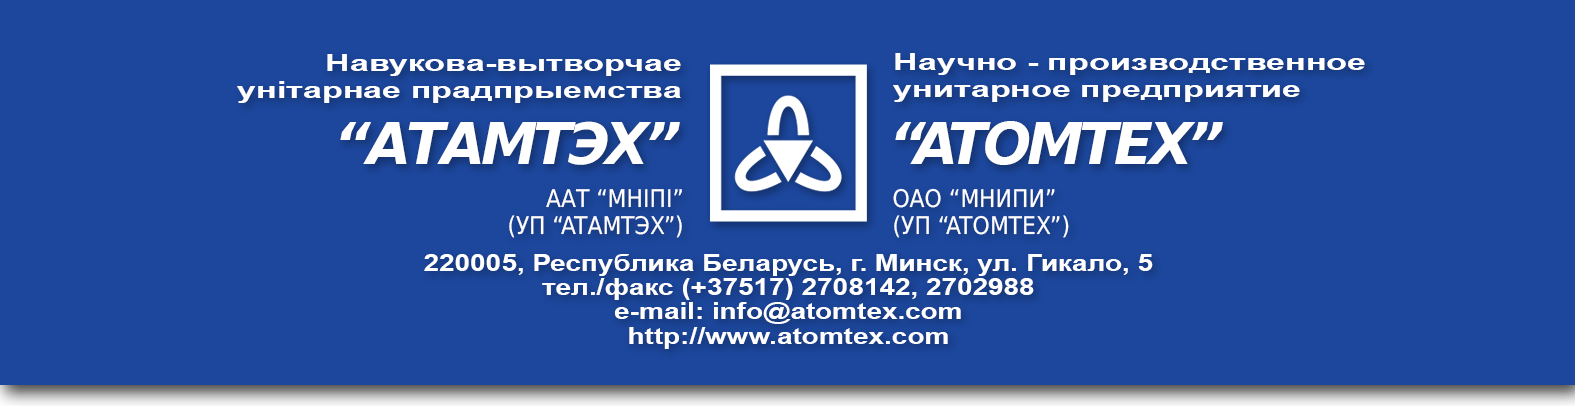 Навукова-вытворчае
унітарнае прадпрыемства
“АТАМТЭХ”
ААТ “МНІПІ”
(УП “АТАМТЭХ”)
Научно - производственное
унитарное предприятие
“АТОМТЕХ”
ОАО “МНИПИ”
(УП “АТОМТЕХ”)
220005, Республика Беларусь, г. Минск, ул. Гикало, 5
тел./факс (+37517) 2708142, 2702988
e-mail: info@atomtex.com
http://www.atomtex.com